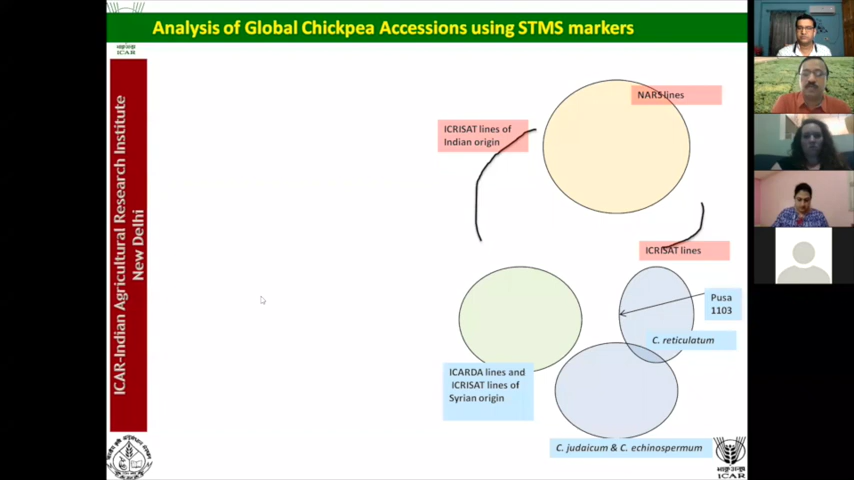 Analysis of Global Chickpea Accessions using STMS markers
ICAR
ICAR-Indian Agricultural Research Institute
New Delhi
NARS lines
ICRISAT lines of
Indian origin
ICRISAT lines
Pusa
1103
C. reticulatum
ICARDA lines and
ICRISAT lines of
Syrian origin
C. judaicum & C. echinospermum
ICAR